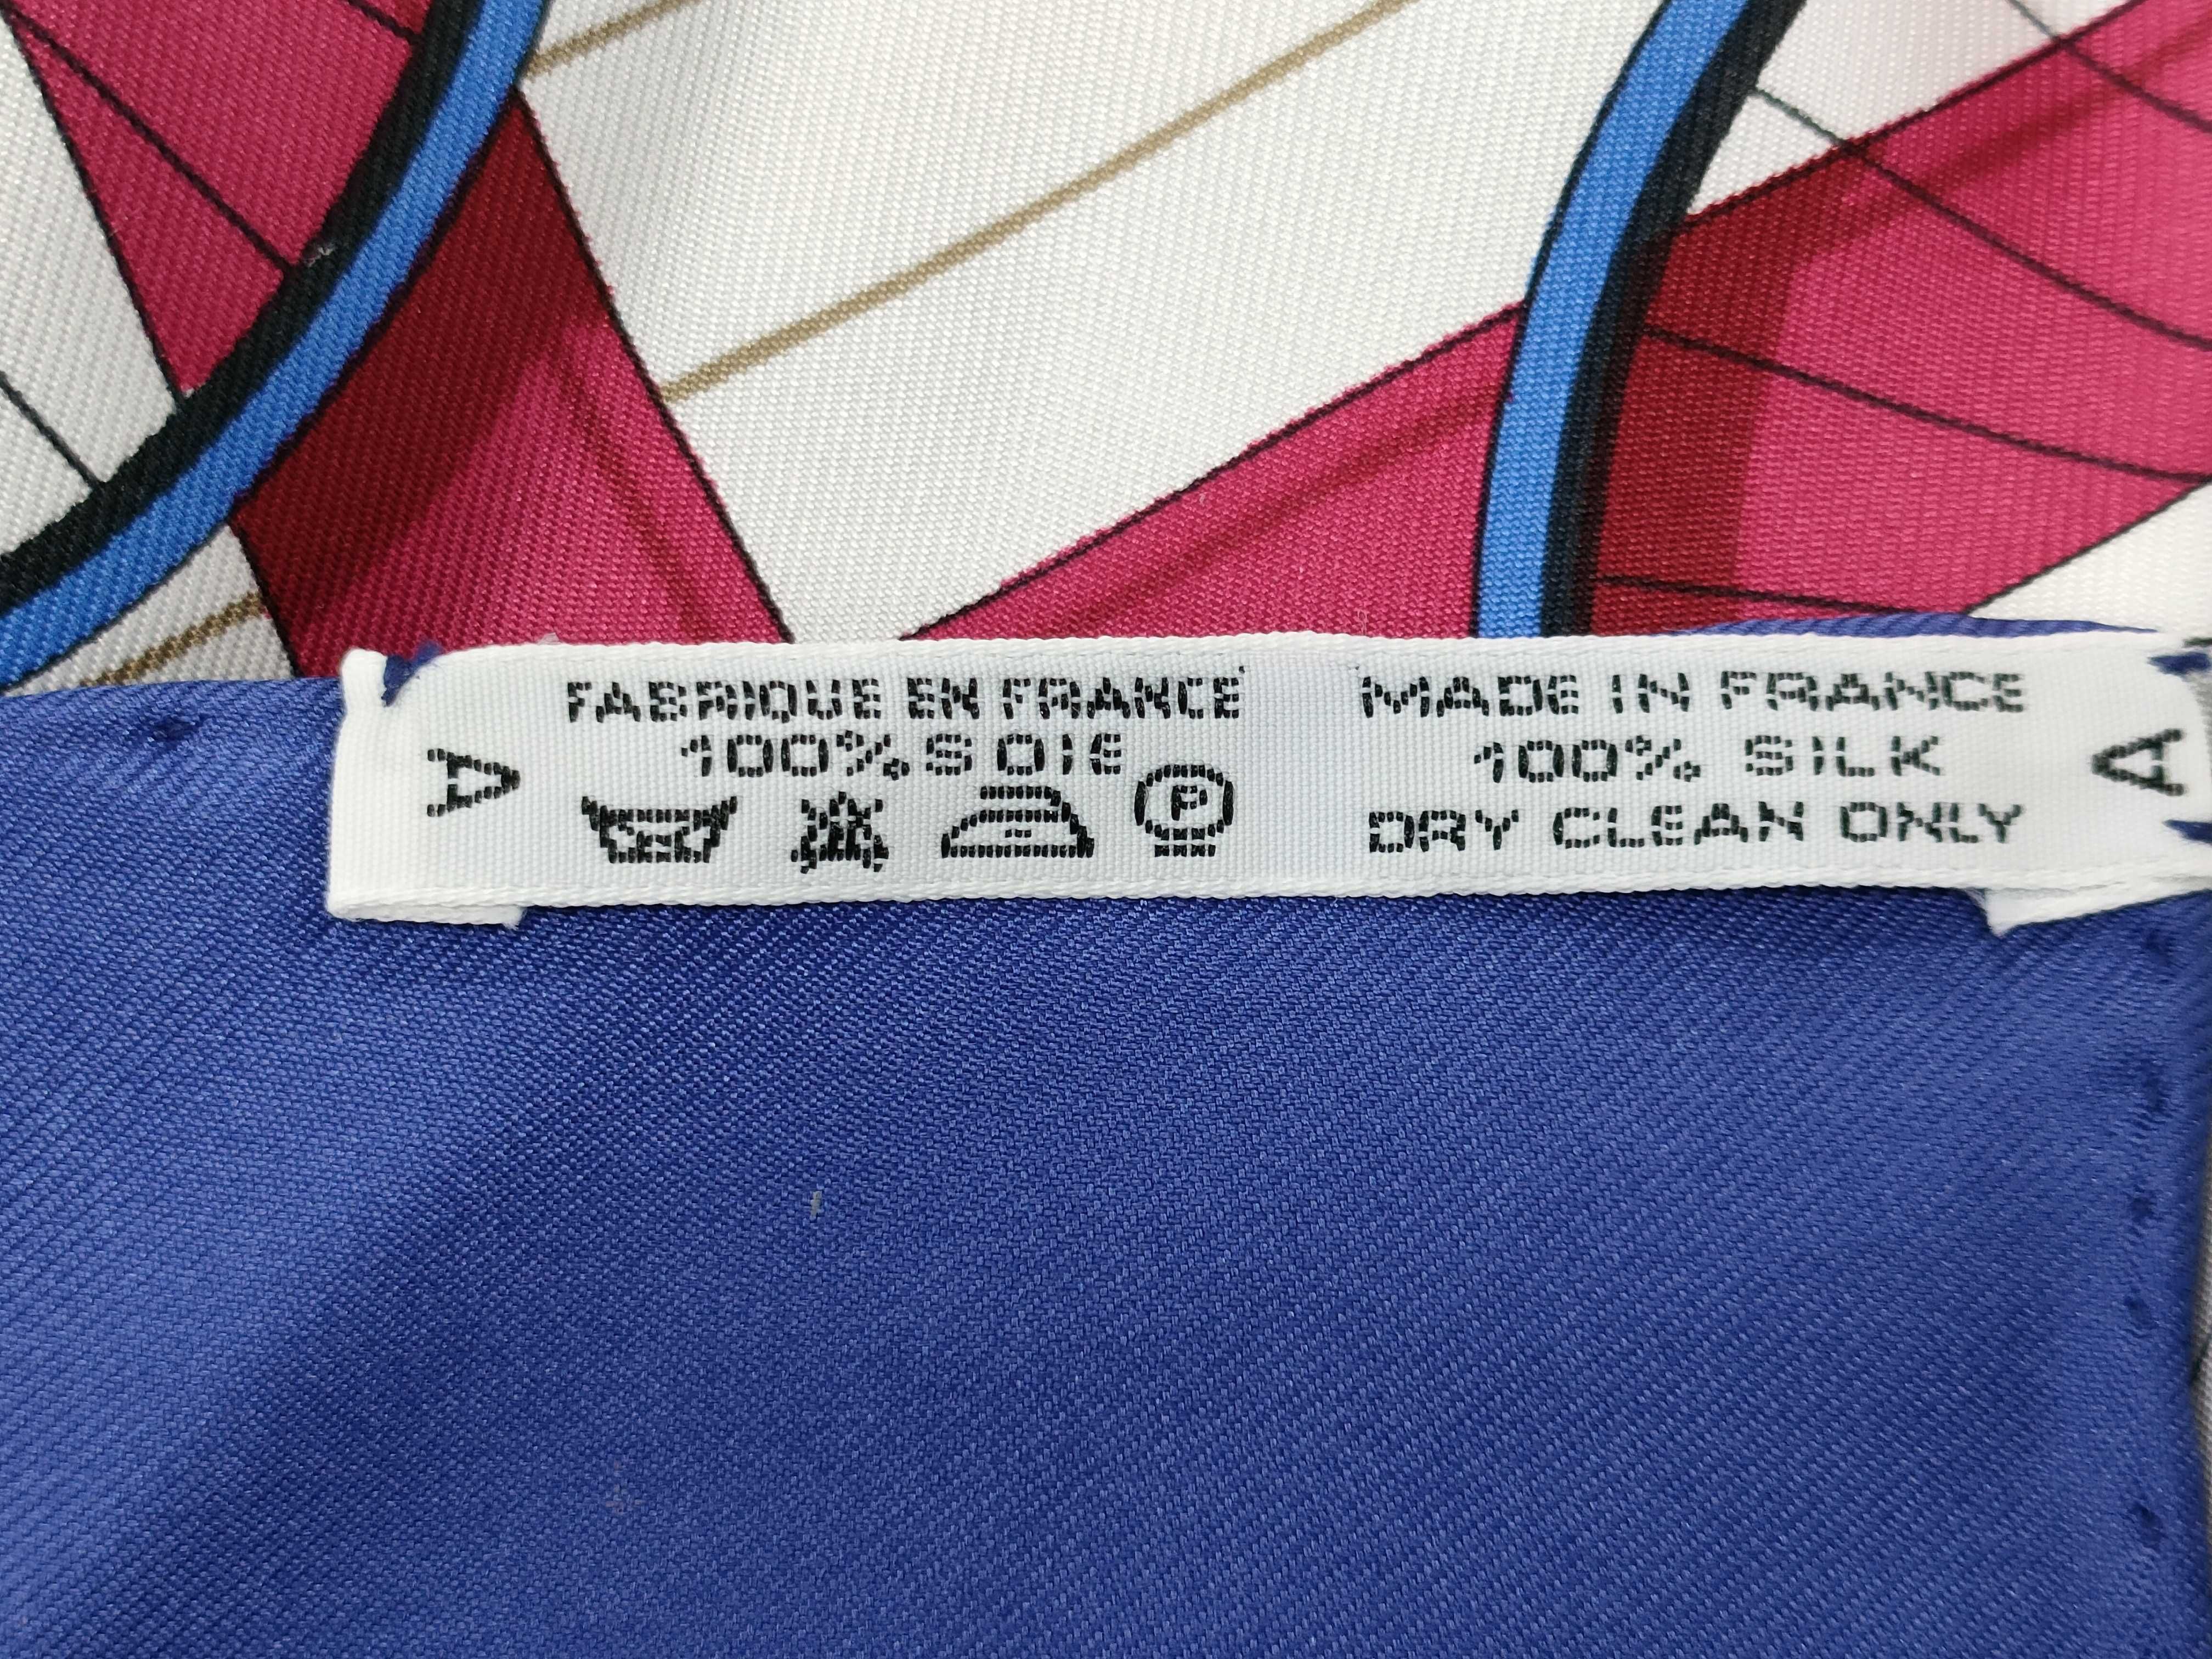 A
FABRIQUE EN FRANCE
100% SOIE
P
MADE IN FRANCE
100% SILK
DRY CLEAN ONLY
A